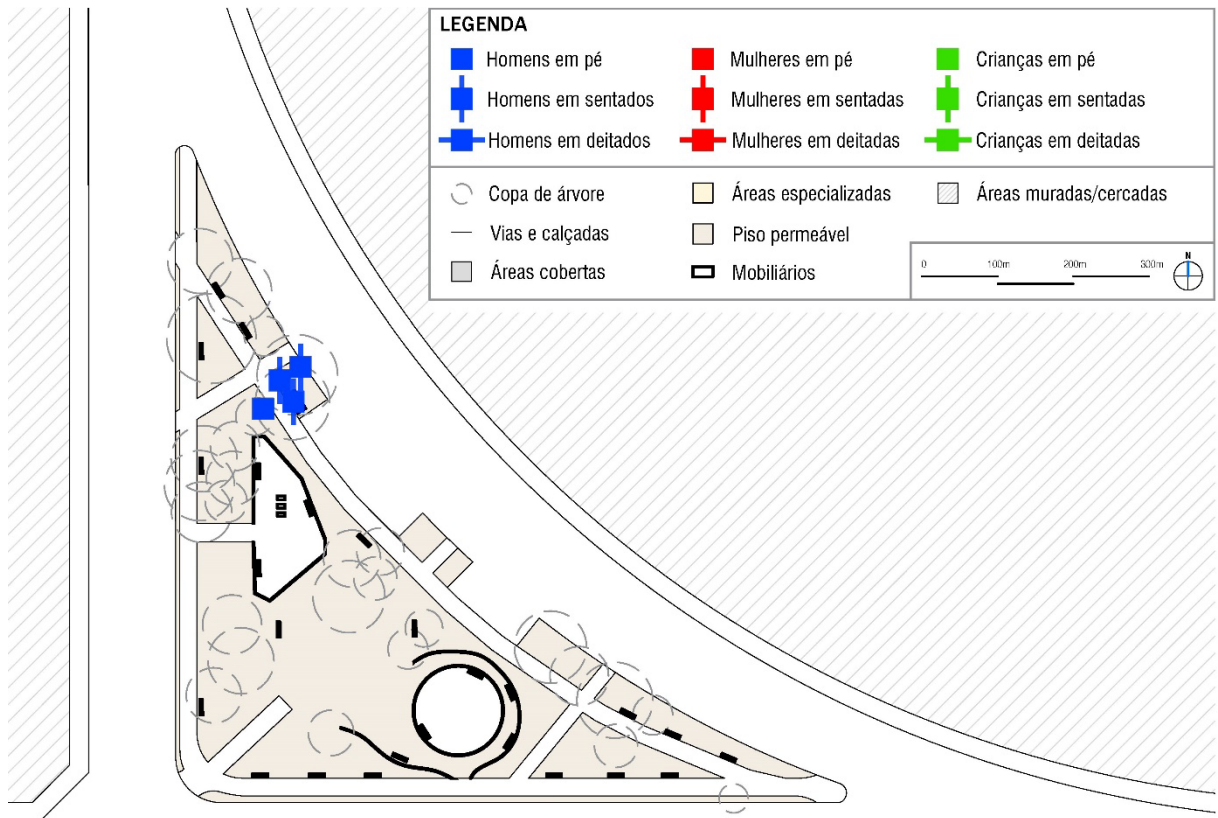 LEGENDA
Homens em pé
Mulheres em pé
Crianças em pé
Homens em sentados
Mulheres em sentadas
Crianças em sentadas
Homens em deitados
Mulheres em deitadas
Crianças em deitadas
Copa de árvore
Áreas especializadas
Áreas muradas/cercadas
Vias e calçadas
Piso permeável
Áreas cobertas
Mobiliários
0 100m 200m 300m
N